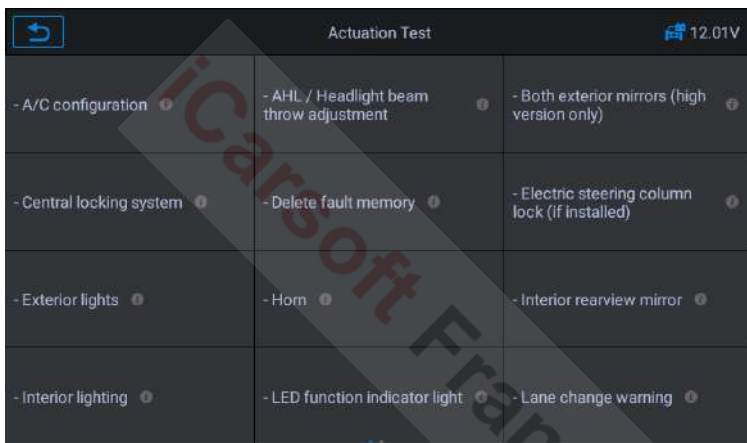 Actuation Test
12.01V
- A/C configuration
- AHL / Headlight beam
throw adjustment
- Both exterior mirrors (high
version only)
- Central locking system
- Delete fault memory
- Electric steering column
lock (if installed)
- Exterior lights
- Horn
- Interior rearview mirror
- Interior lighting
- LED function indicator light
- Lane change warning
iCarsoft Fran